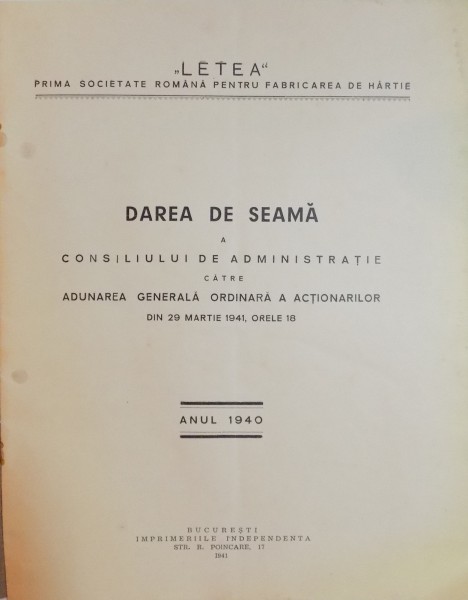 „LETEA“
PRIMA SOCIETATE ROMÂNĂ PENTRU FABRICAREA DE HÂRTIE
DAREA DE SEAMĂ
A
CONSILIULUI DE ADMINISTRAȚIE
CĂTRE
ADUNAREA GENERALĂ ORDINARĂ A ACȚIONARILOR
DIN 29 MARTIE 1941, ORELE 18
ANUL 1940
BUCUREȘTI
IMPRIMERIILE INDEPENDENTA
STR. R. POINCARE, 17
1941